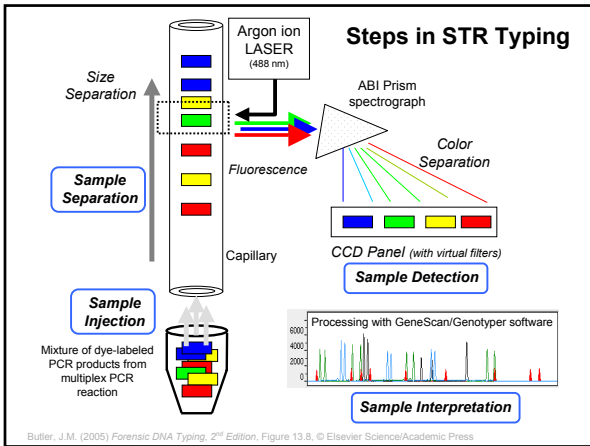 Steps in STR Typing
Argon ion
LASER
(488 nm)
Size
Separation
ABI Prism
spectrograph
Color
Separation
Fluorescence
Sample
Separation
Capillary
CCD Panel (with virtual filters)
Sample Detection
Sample
Injection
Mixture of dye-labeled
PCR products from
multiplex PCR
reaction
Processing with GeneScan/Genotyper software
6000
4000
2000
0
Sample Interpretation
Butler, J.M. (2005) Forensic DNA Typing, 2nd Edition, Figure 13.8, © Elsevier Science/Academic Press